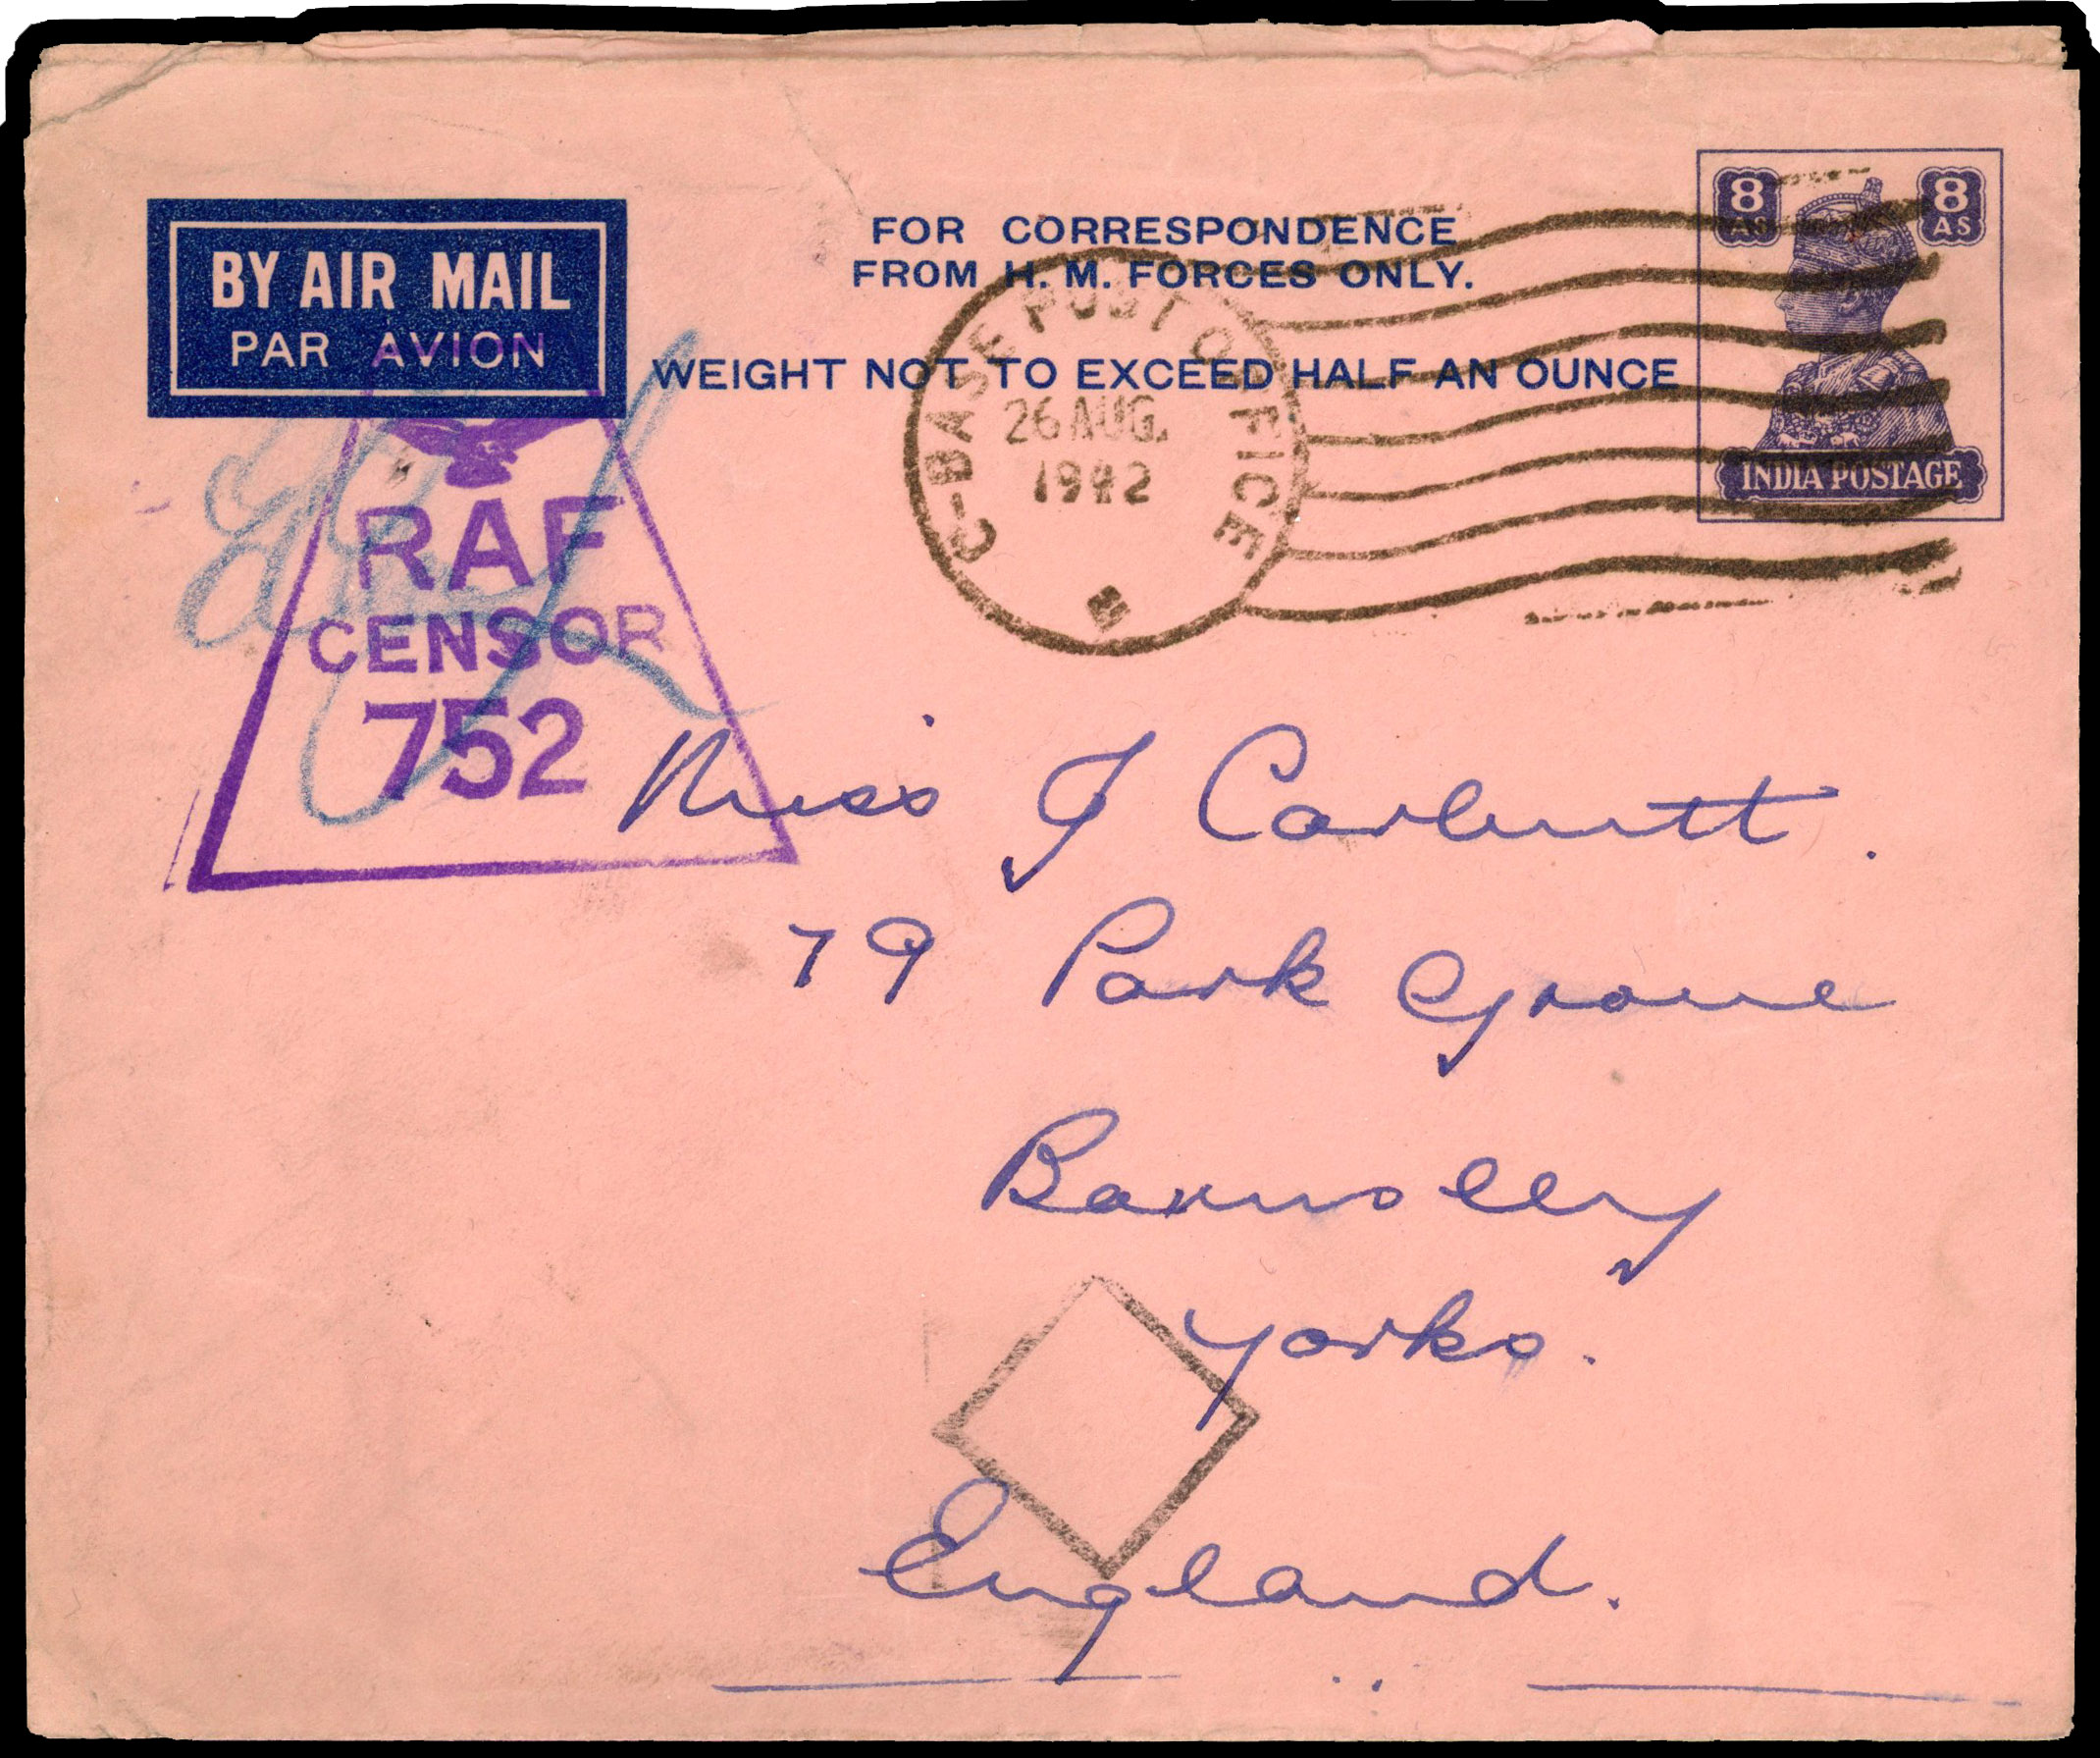 BY AIR MAIL
PAR AVION
FOR CORRESPONDENCE
FROM H. M. FORCES ONLY.
WEIGHT NOT TO EXCEED HALF AN OUNCE
8 AS
8 AS
INDIA POSTAGE
C-BASE POST OFFICE
26 AUG.
1942
RAF
CENSOR
752
Miss J Carbutt.
79 Park Grove
Barnsley
Yorks.
England.